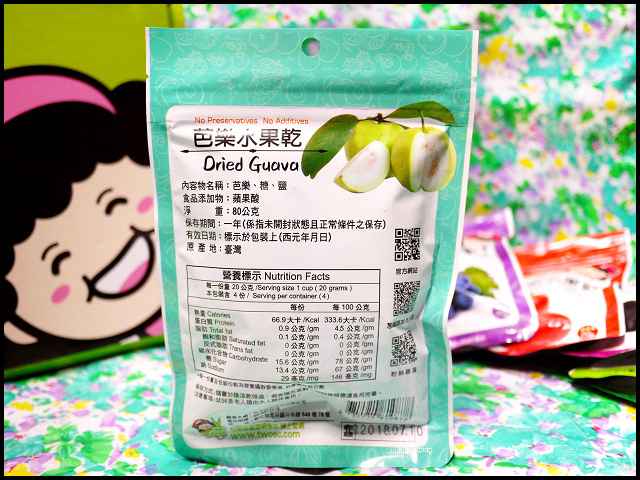 No Preservatives No Additives
芭樂水果乾
Dried Guava
內容物名稱：芭樂、糖、鹽
食品添加物：蘋果酸
淨　　重：80公克
保存期間：一年(係指未開封狀態且正常條件之保存)
有效日期：標示於包裝上(西元年月日)
原 產 地：臺灣
官方網站
粉絲專頁
營養標示 Nutrition Facts
每一份量 20 公克 /Serving size 1 cup ( 20 grams )
本包裝含 4 份 / Serving per container ( 4 )
每份 每 100 公克
熱量 Calories 66.9 大卡 /Kcal 333.6大卡 /Kcal
蛋白質 Protein 0.9 公克 /gm 4.5 公克 /gm
脂肪 Total fat 0.1 公克 /gm 0.4 公克 /gm
飽和脂肪 Saturated fat 0 公克 /gm 0 公克 /gm
反式脂肪 Trans fat 0 公克 /gm 0 公克 /gm
碳水化合物 Carbohydrate 15.6 公克 /gm 78 公克 /gm
糖 Sugar 13.4 公克 /gm 67 公克 /gm
鈉 Sodium 29 毫克 /mg 146 毫克 /mg
www.twoec.com
2018.07.10